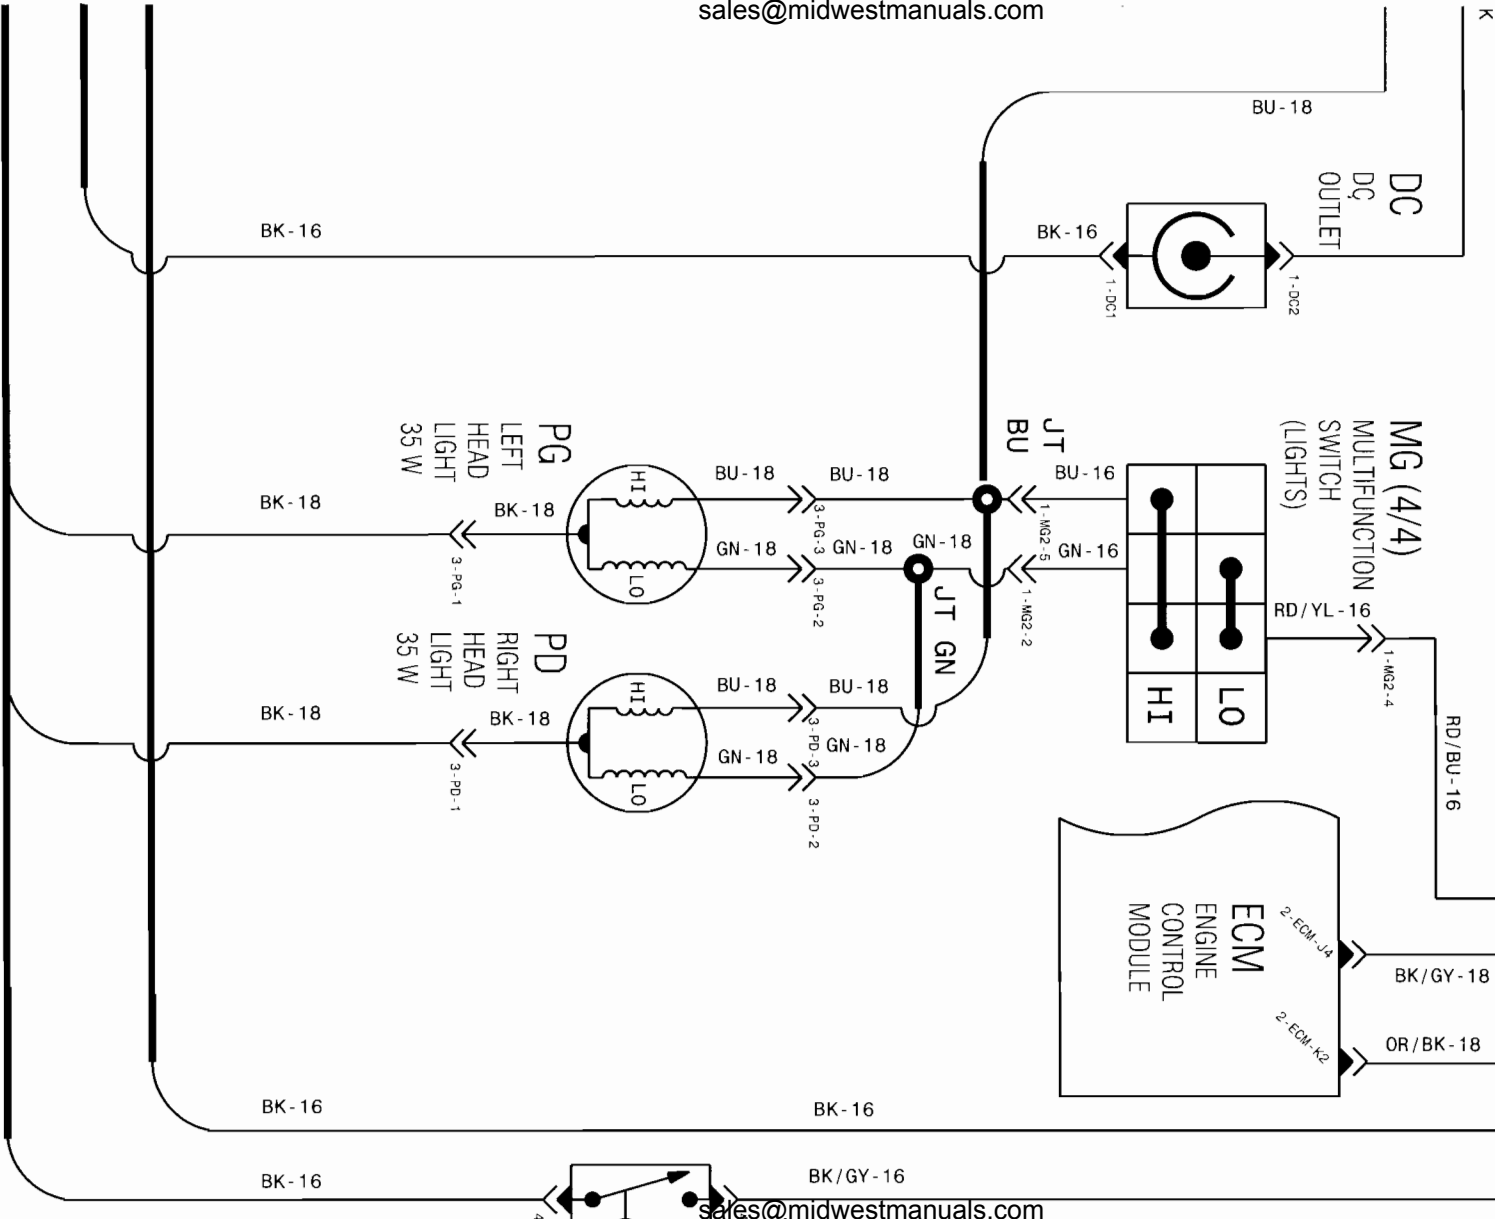 sales@midwestmanuals.com
K
BU-18
DC
DC
OUTLET
BK-16
BK-16
1-DC1
1-DC2
MG (4/4)
MULTIFUNCTION
SWITCH
(LIGHTS)
JT
BU
PG
LEFT
HEAD
LIGHT
35 W
HI
BU-18
BU-18
BU-16
BK-18
BK-18
3-PG-3
1-MG2-5
GN-18
GN-18
GN-18
GN-16
LO
3-PG-1
3-PG-2
1-MG2-2
JT GN
RD/YL-16
1-MG2-4
PD
RIGHT
HEAD
LIGHT
35 W
HI
BU-18
BU-18
HI
LO
BK-18
BK-18
3-PD-3
GN-18
GN-18
LO
3-PD-1
3-PD-2
RD/BU-16
ECM
ENGINE
CONTROL
MODULE
2-ECM-J4
BK/GY-18
2-ECM-K2
OR/BK-18
BK-16
BK-16
BK-16
BK/GY-16
4
sales@midwestmanuals.com